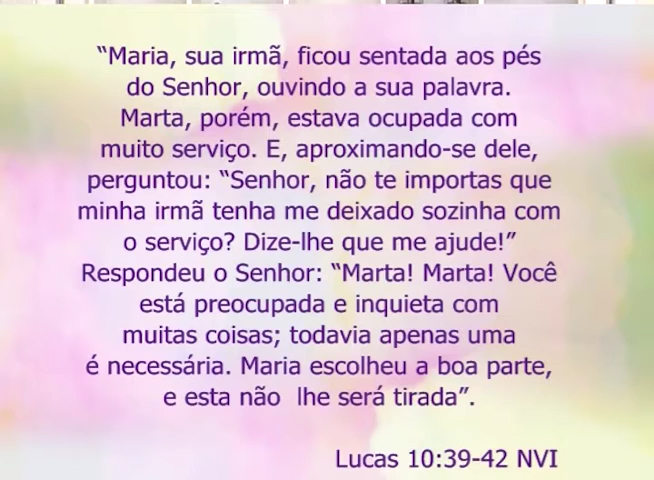 “Maria, sua irmã, ficou sentada aos pés
do Senhor, ouvindo a sua palavra.
Marta, porém, estava ocupada com
muito serviço. E, aproximando-se dele,
perguntou: “Senhor, não te importas que
minha irmã tenha me deixado sozinha com
o serviço? Dize-lhe que me ajude!”
Respondeu o Senhor: “Marta! Marta! Você
está preocupada e inquieta com
muitas coisas; todavia apenas uma
é necessária. Maria escolheu a boa parte,
e esta não  lhe será tirada”.
Lucas 10:39-42 NVI